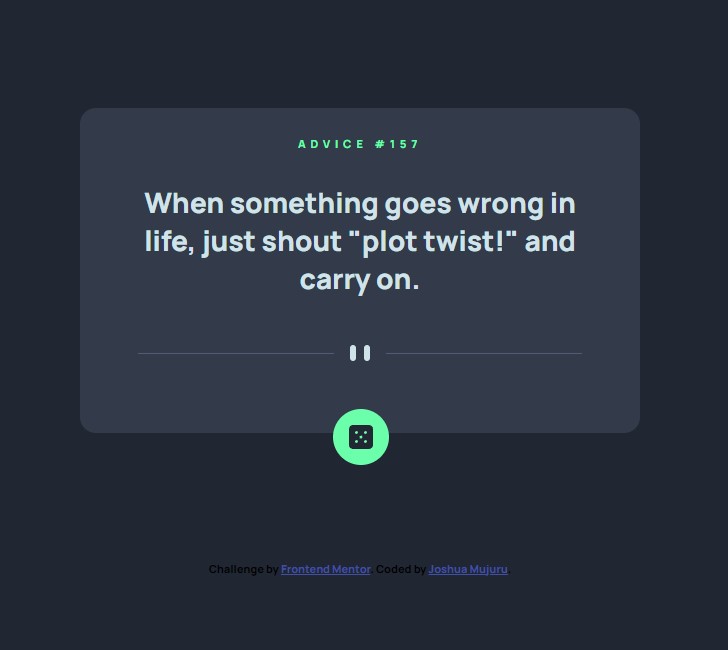 ADVICE #157
When something goes wrong in
life, just shout "plot twist!" and
carry on.
Challenge by Frontend Mentor. Coded by Joshua Mujuru.